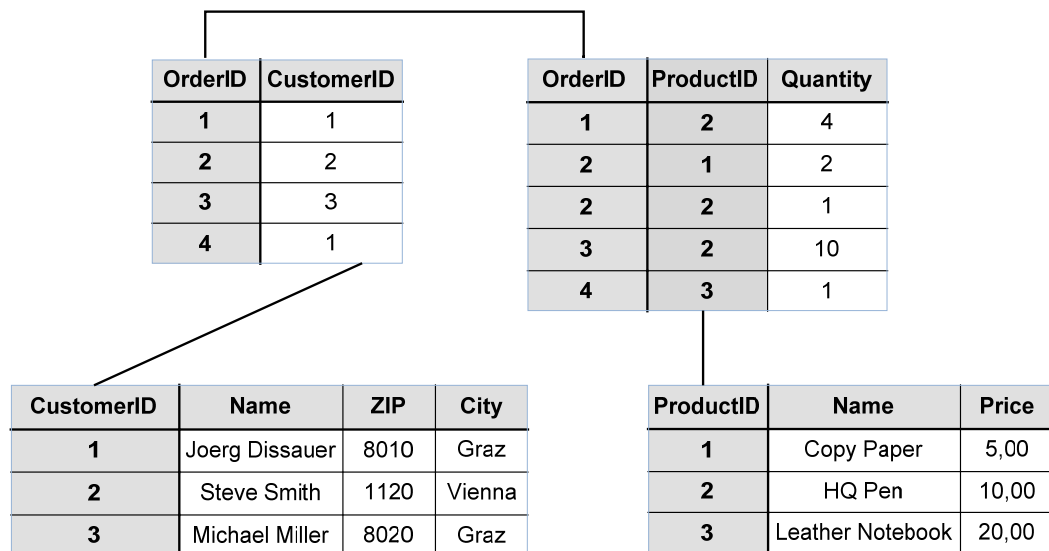 OrderID CustomerID
1 1
2 2
3 3
4 1
OrderID ProductID Quantity
1 2 4
2 1 2
2 2 1
3 2 10
4 3 1
CustomerID Name ZIP City
1 Joerg Dissauer 8010 Graz
2 Steve Smith 1120 Vienna
3 Michael Miller 8020 Graz
ProductID Name Price
1 Copy Paper 5,00
2 HQ Pen 10,00
3 Leather Notebook 20,00